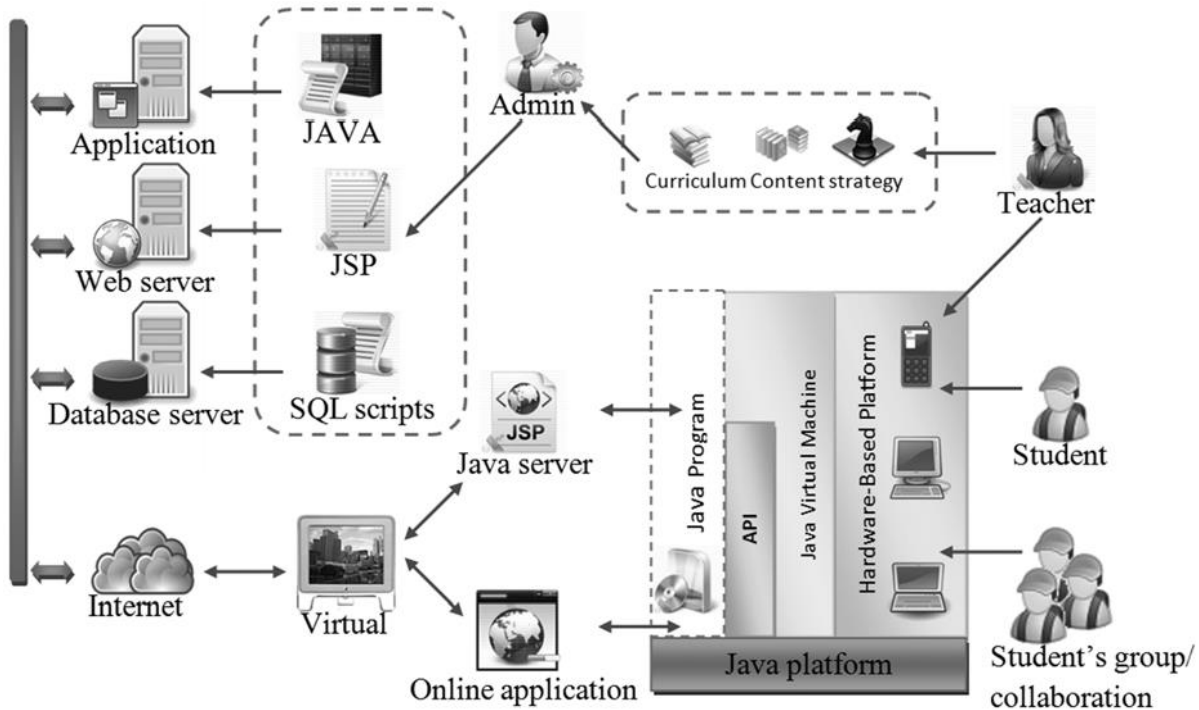 Application
JAVA
Admin
Curriculum Content strategy
Teacher
Web server
JSP
Database server
SQL scripts
JSP
Java server
Java Program
API
Java Virtual Machine
Hardware-Based Platform
Student
Internet
Virtual
Online application
Java platform
Student's group/
collaboration